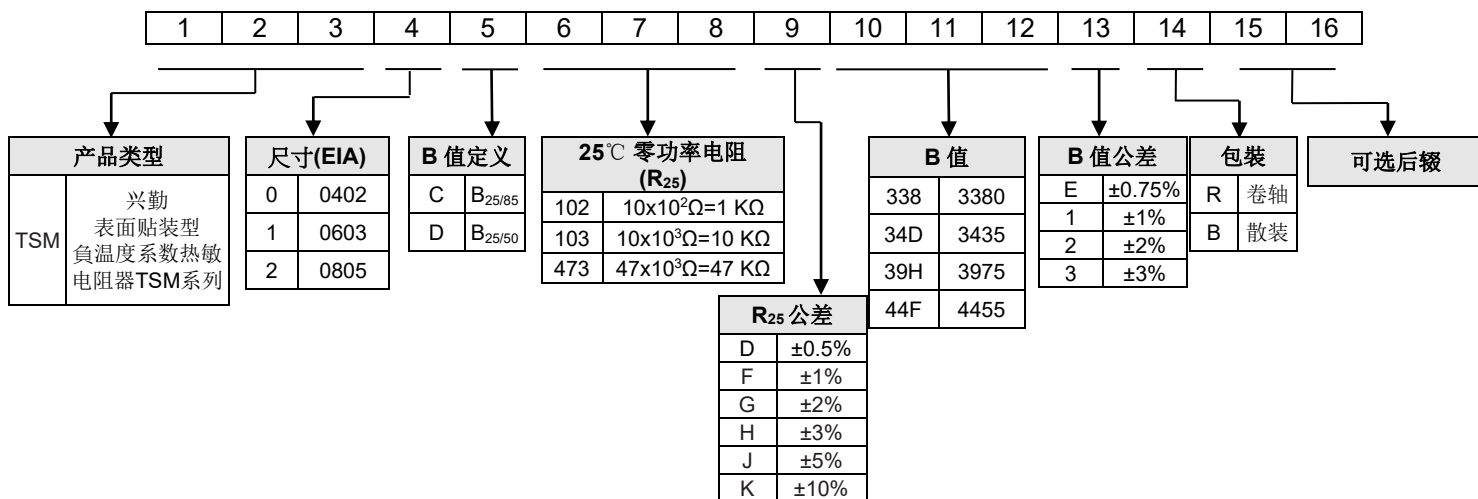 1 2 3 4 5 6 7 8 9 10 11 12 13 14 15 16
产品类型
TSM
兴勤
表面贴装型
負温度系数热敏
电阻器TSM系列
尺寸(EIA)
0 0402
1 0603
2 0805
B 值定义
C B25/85
D B25/50
25℃ 零功率电阻
(R25)
102 10x10²Ω=1 KΩ
103 10x10³Ω=10 KΩ
473 47x10³Ω=47 KΩ
R25 公差
D ±0.5%
F ±1%
G ±2%
H ±3%
J ±5%
K ±10%
B 值
338 3380
34D 3435
39H 3975
44F 4455
B 值公差
E ±0.75%
1 ±1%
2 ±2%
3 ±3%
包裝
R 卷轴
B 散装
可选后辍